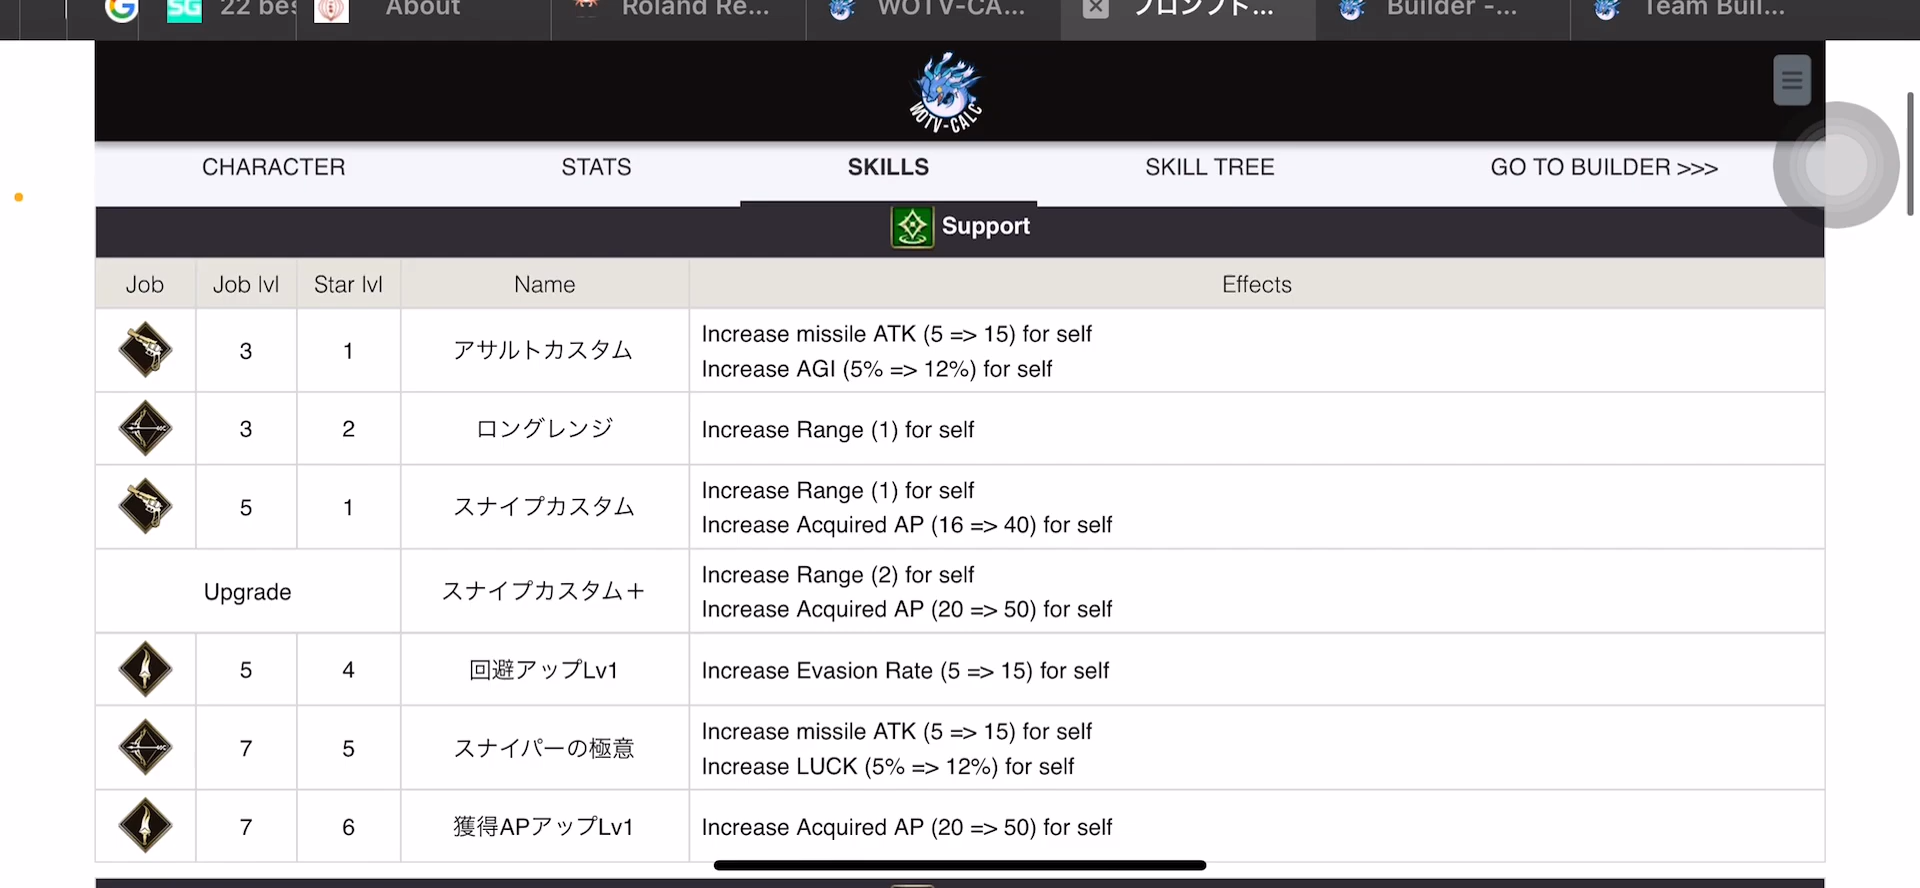 22 bes
About
Roland Re...
WOTV-CA...
プロンプト...
Builder -...
Team Buil...
WOTV-CALC
CHARACTER
STATS
SKILLS
SKILL TREE
GO TO BUILDER >>>
Support
Job
Job lvl
Star lvl
Name
Effects
3
1
アサルトカスタム
Increase missile ATK (5 => 15) for self
Increase AGI (5% => 12%) for self
3
2
ロングレンジ
Increase Range (1) for self
5
1
スナイプカスタム
Increase Range (1) for self
Increase Acquired AP (16 => 40) for self
Upgrade
スナイプカスタム＋
Increase Range (2) for self
Increase Acquired AP (20 => 50) for self
5
4
回避アップLv1
Increase Evasion Rate (5 => 15) for self
7
5
スナイパーの極意
Increase missile ATK (5 => 15) for self
Increase LUCK (5% => 12%) for self
7
6
獲得APアップLv1
Increase Acquired AP (20 => 50) for self